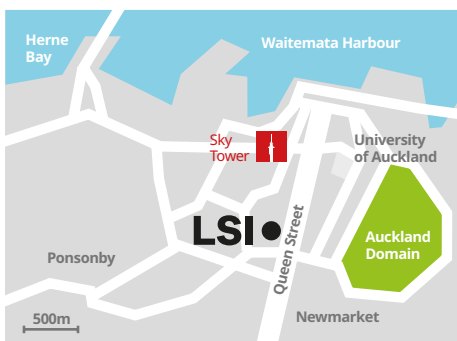 Herne
Bay
Waitemata Harbour
Sky
Tower
University
of Auckland
LSI
Queen Street
Auckland
Domain
Ponsonby
Newmarket
500m